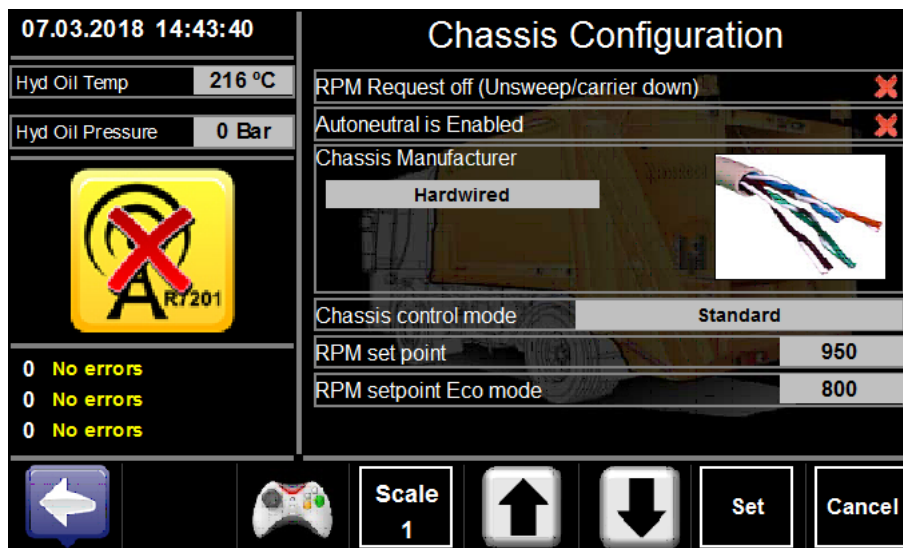 07.03.2018 14:43:40
Chassis Configuration
Hyd Oil Temp 216 ºC
Hyd Oil Pressure 0 Bar
R7201
0 No errors
0 No errors
0 No errors
RPM Request off (Unsweep/carrier down)
Autoneutral is Enabled
Chassis Manufacturer
Hardwired
Chassis control mode Standard
RPM set point 950
RPM setpoint Eco mode 800
Scale
1
Set
Cancel